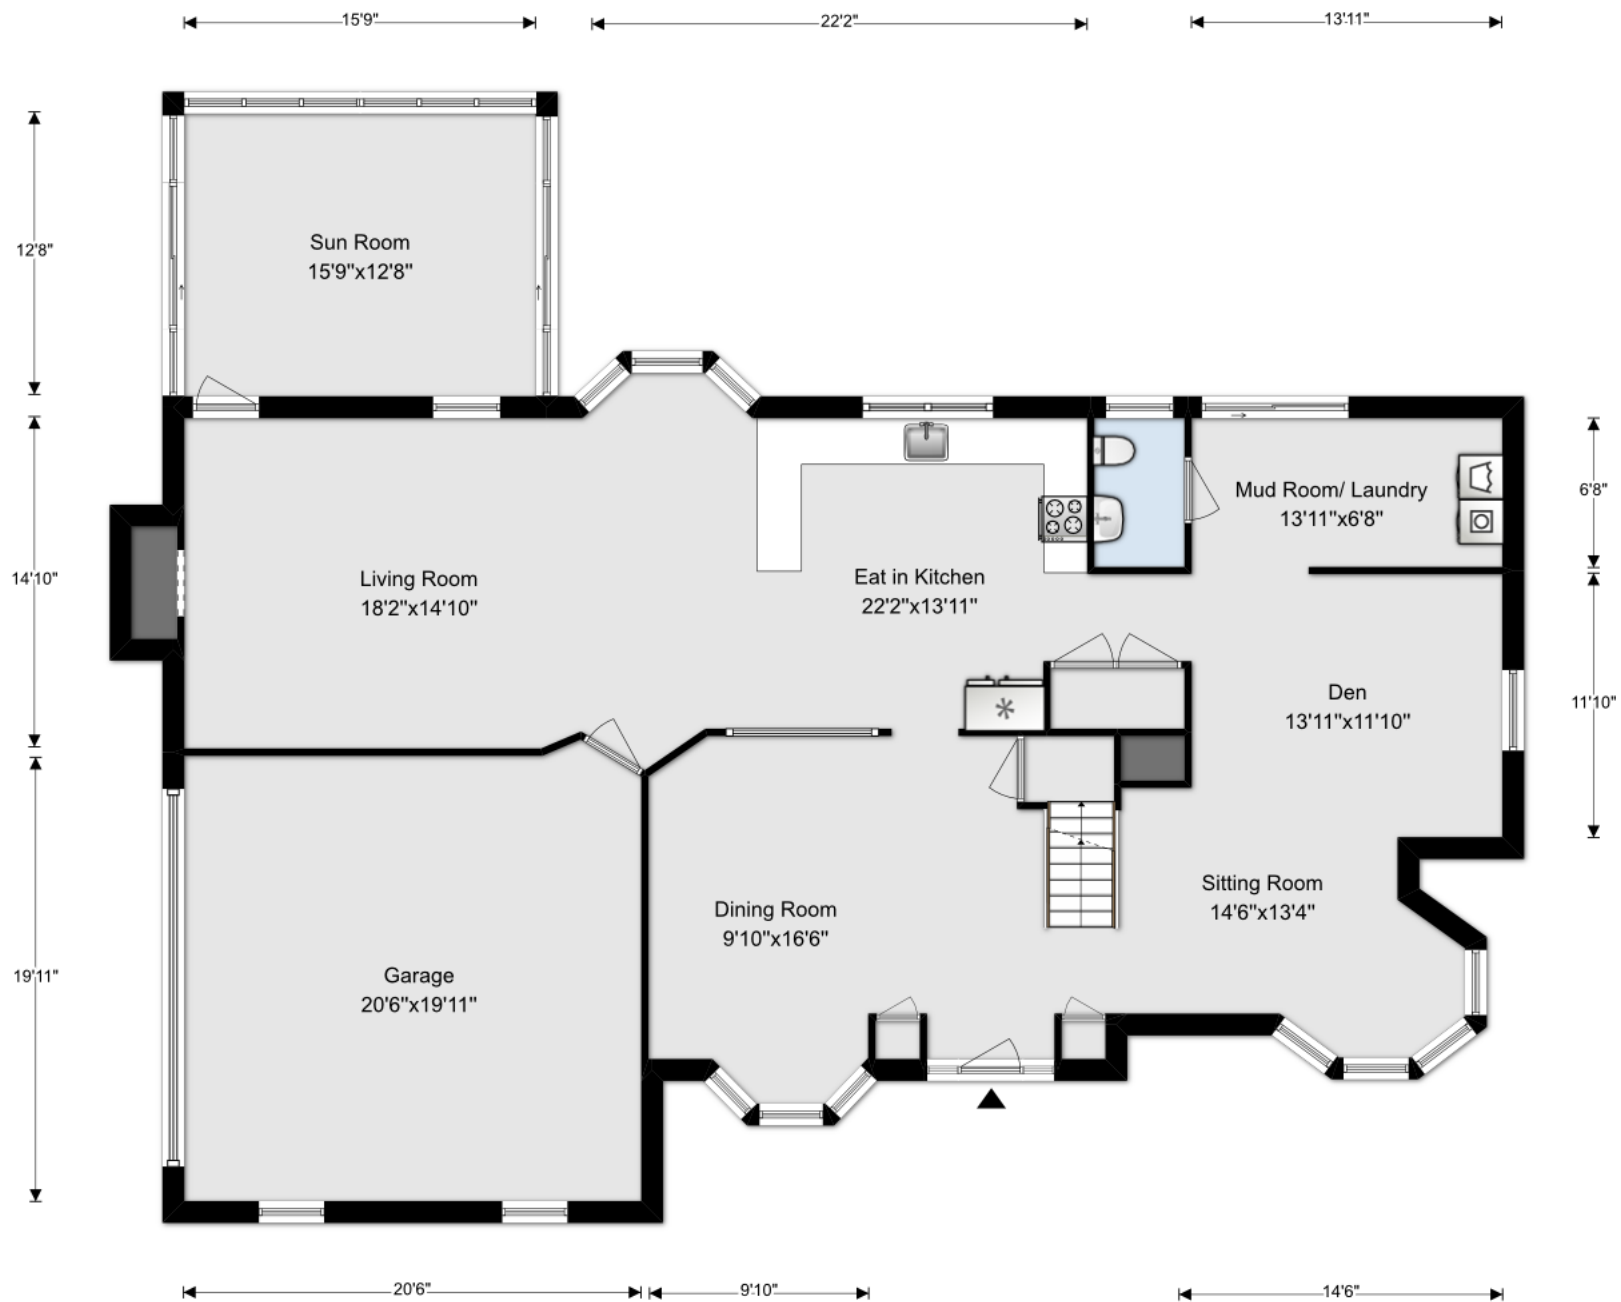 15'9"
22'2"
13'11"
12'8"
Sun Room
15'9"x12'8"
6'8"
Mud Room/ Laundry
13'11"x6'8"
14'10"
Living Room
18'2"x14'10"
Eat in Kitchen
22'2"x13'11"
Den
13'11"x11'10"
11'10"
Sitting Room
14'6"x13'4"
Dining Room
9'10"x16'6"
19'11"
Garage
20'6"x19'11"
20'6"
9'10"
14'6"